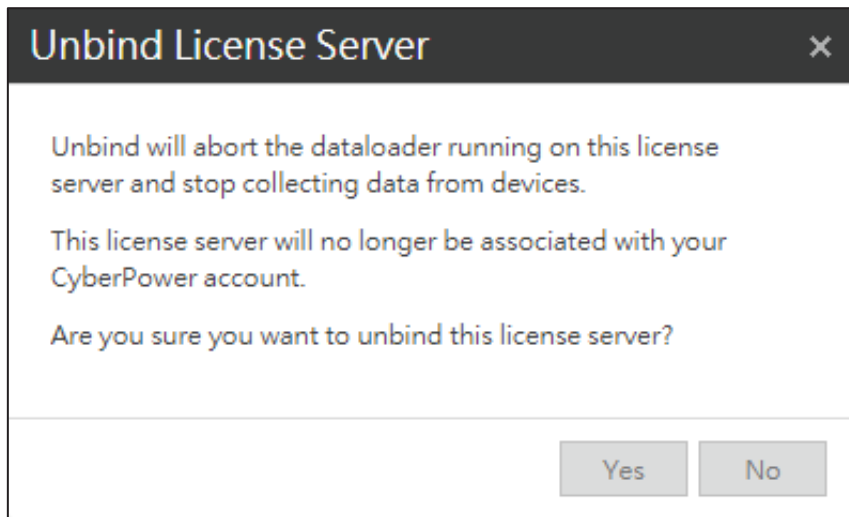 Unbind License Server ×
Unbind will abort the dataloader running on this license
server and stop collecting data from devices.
This license server will no longer be associated with your
CyberPower account.
Are you sure you want to unbind this license server?
Yes No